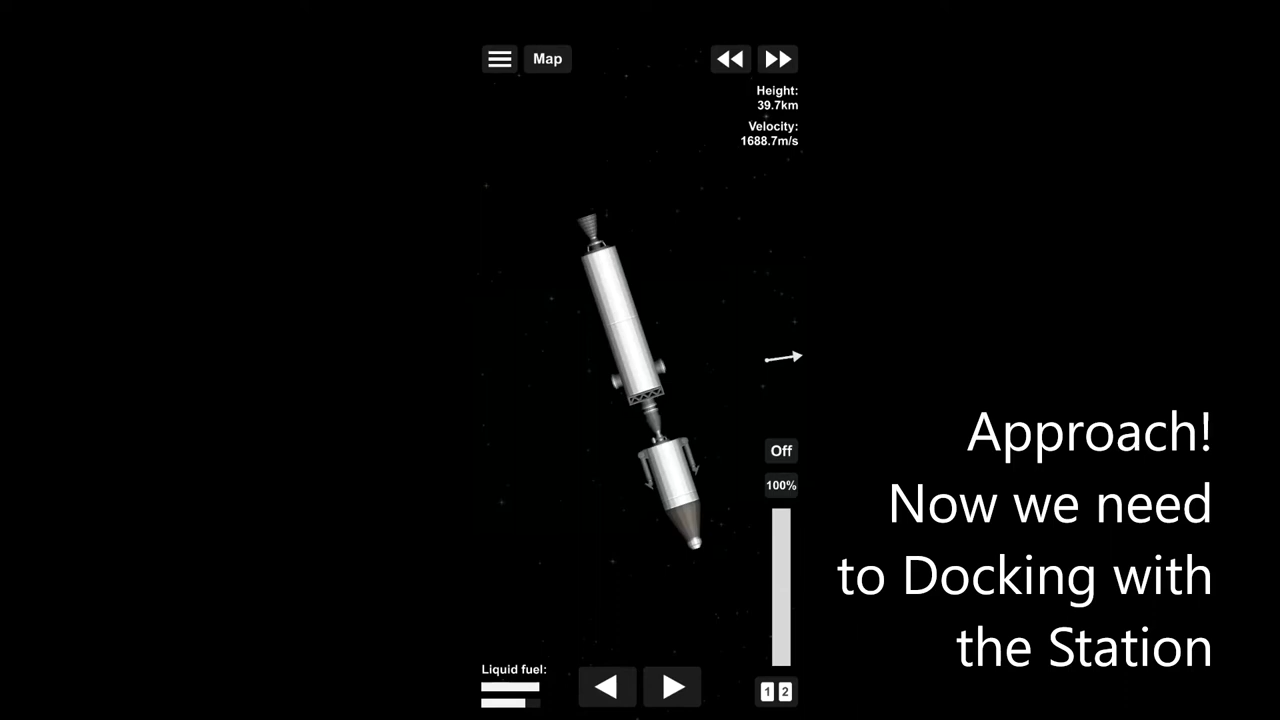 Map
Height:
39.7km
Velocity:
1688.7m/s
Off
100%
Approach!
Now we need
to Docking with
the Station
Liquid fuel:
1 2